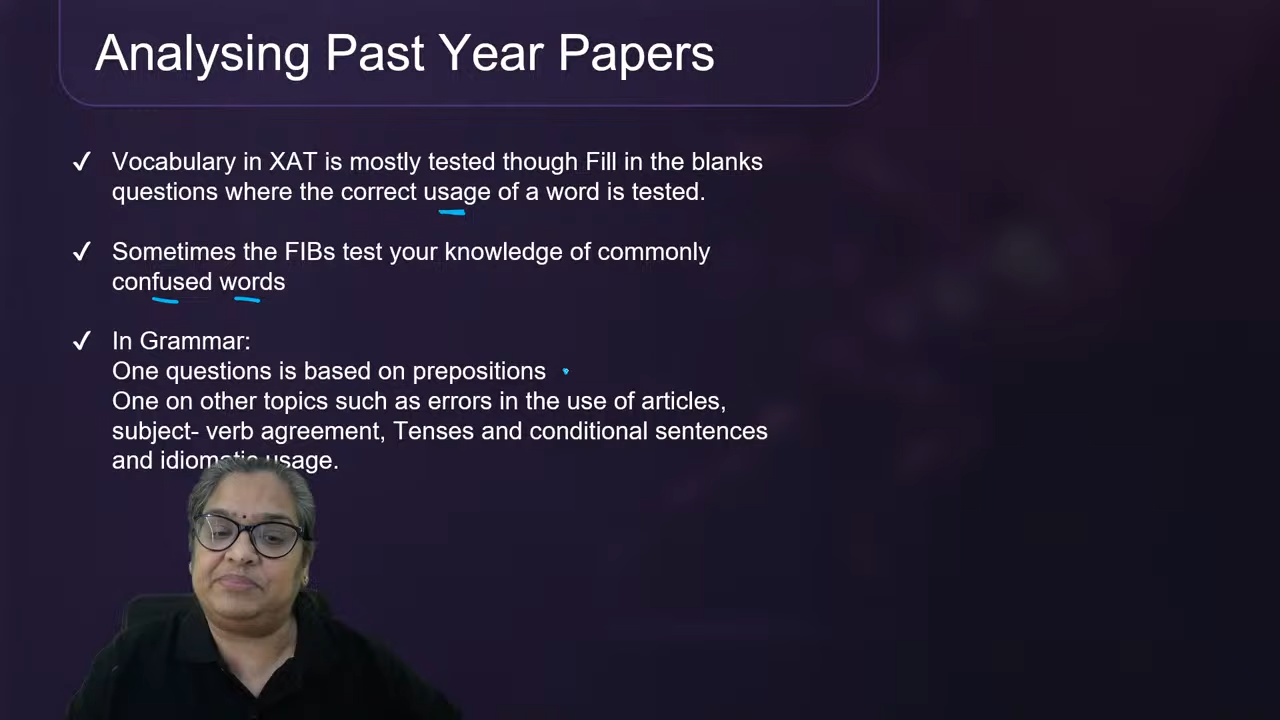 Analysing Past Year Papers
✓ Vocabulary in XAT is mostly tested though Fill in the blanks
questions where the correct usage of a word is tested.
✓ Sometimes the FIBs test your knowledge of commonly
confused words
✓ In Grammar:
One questions is based on prepositions
One on other topics such as errors in the use of articles,
subject- verb agreement, Tenses and conditional sentences
and idiomatic usage.